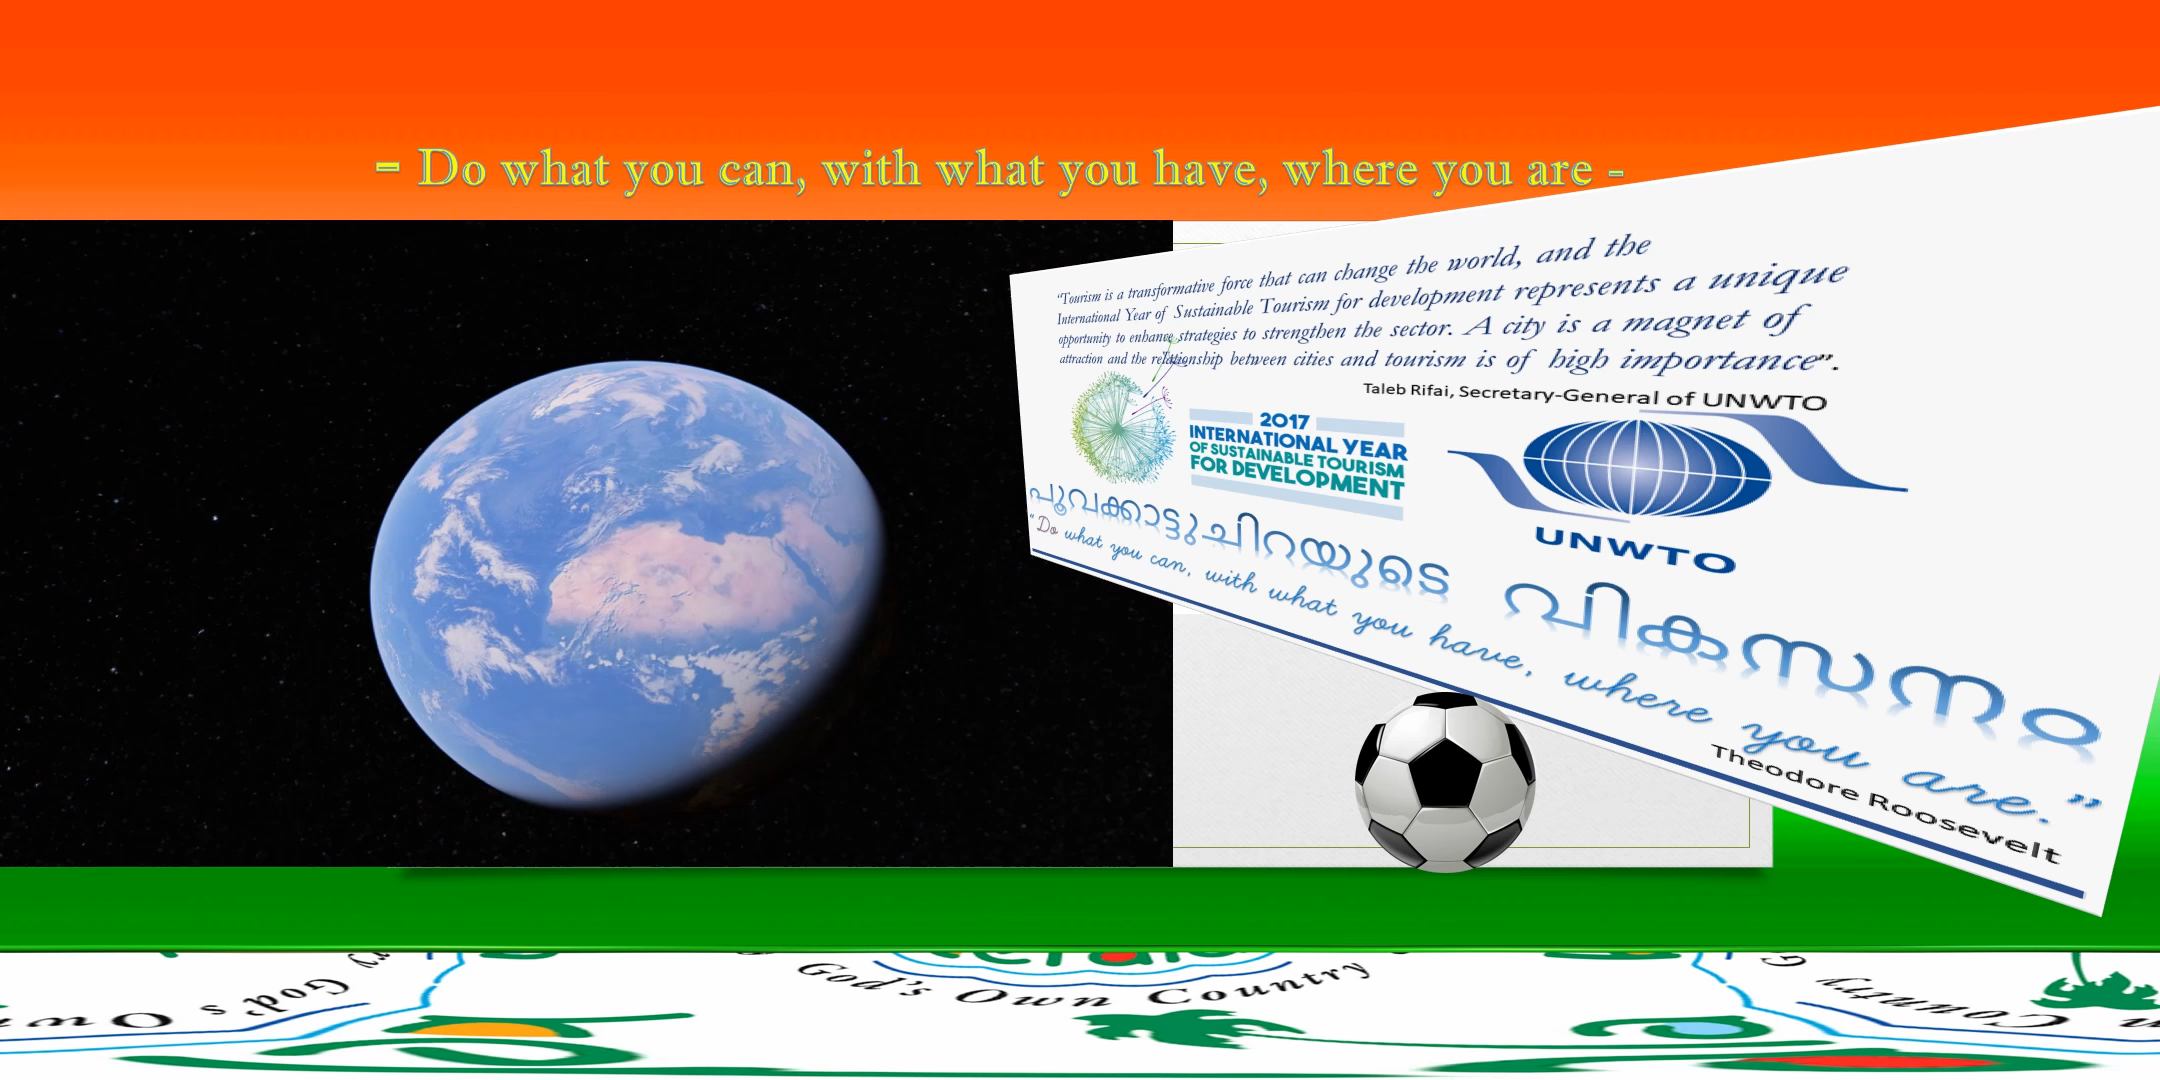 - Do what you can, with what you have, where you are -
“Tourism is a transformative force that can change the world, and the
International Year of Sustainable Tourism for development represents a unique
opportunity to enhance strategies to strengthen the sector. A city is a magnet of
attraction and the relationship between cities and tourism is of high importance”.
Taleb Rifai, Secretary-General of UNWTO
2017
INTERNATIONAL YEAR
OF SUSTAINABLE TOURISM
FOR DEVELOPMENT
UNWTO
പൂവക്കാട്ടുചിറയുടെ വികസനം
“Do what you can, with what you have, where you are.”
Theodore Roosevelt
God's Own Country
God's Own
Country G